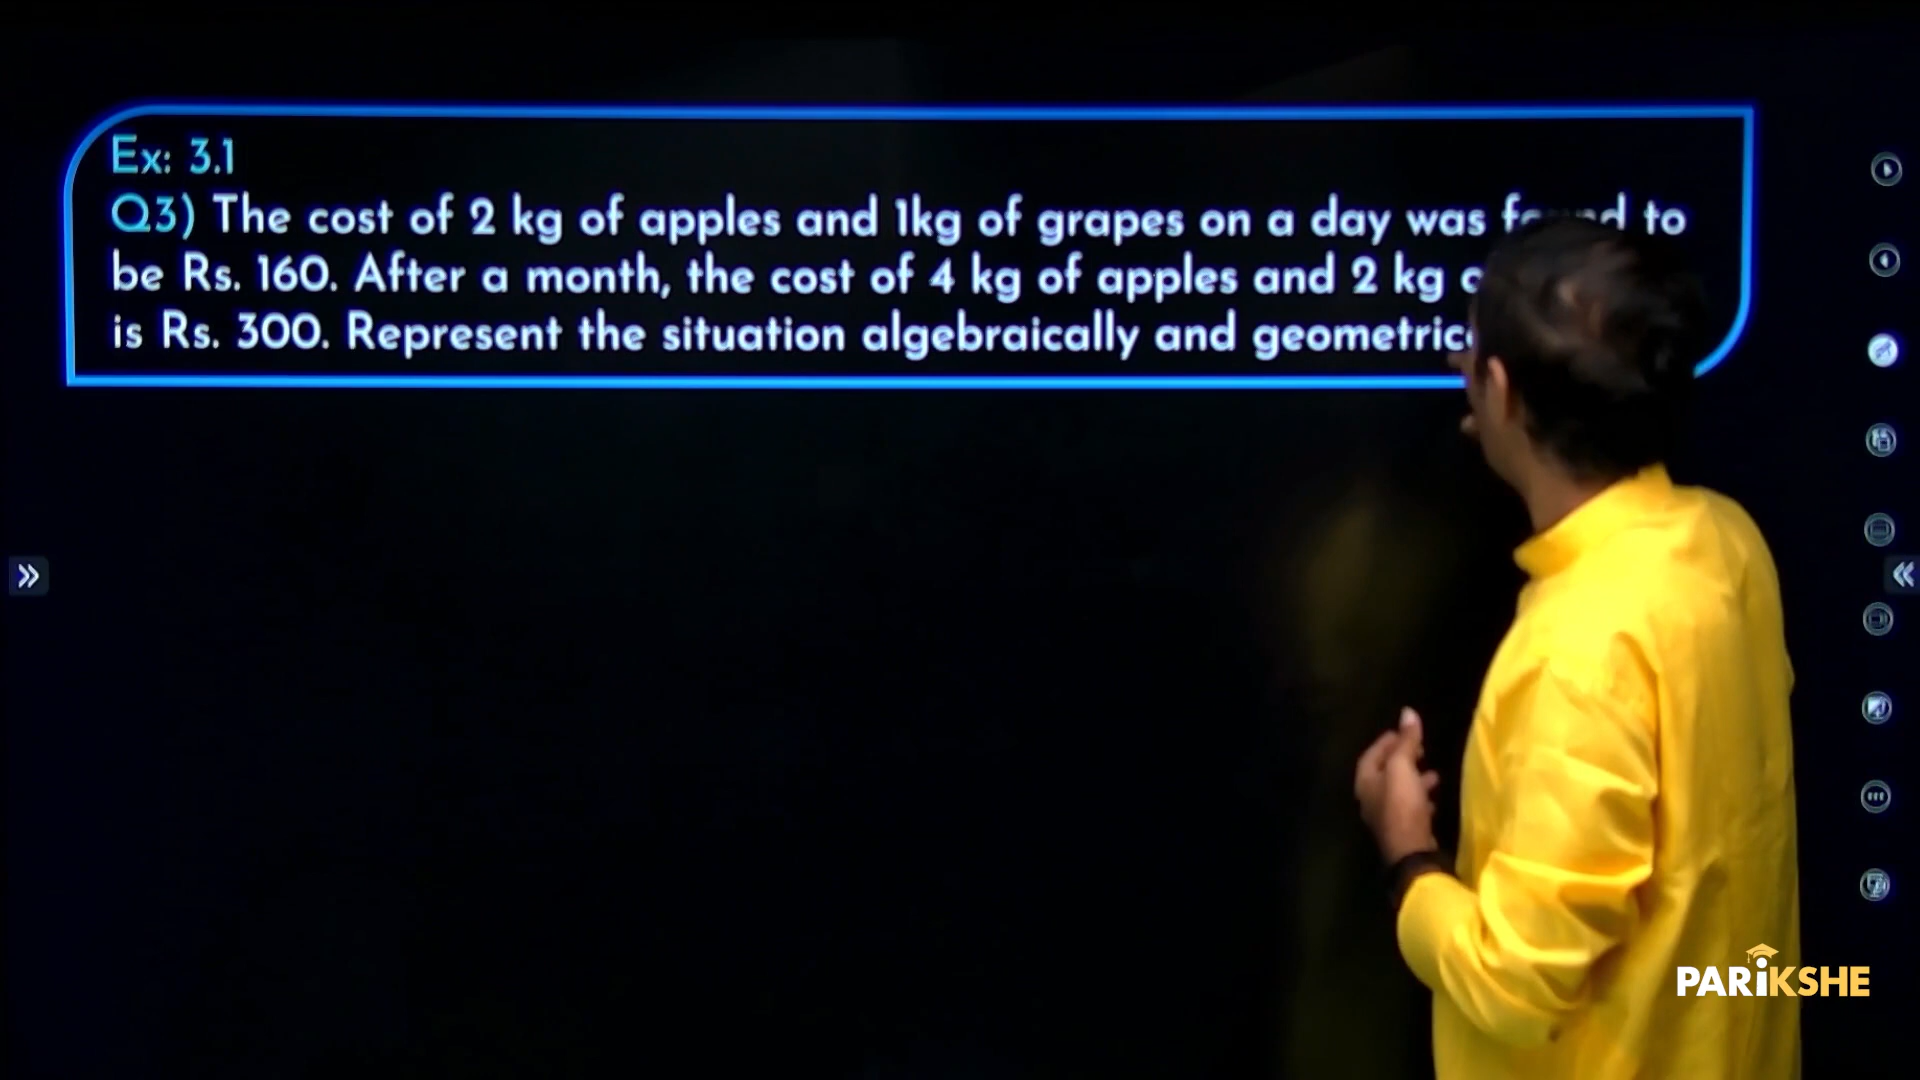 Ex: 3.1
Q3) The cost of 2 kg of apples and 1kg of grapes on a day was to
be Rs. 160. After a month, the cost of 4 kg of apples and 2 kg
is Rs. 300. Represent the situation algebraically and
PARiKSHE